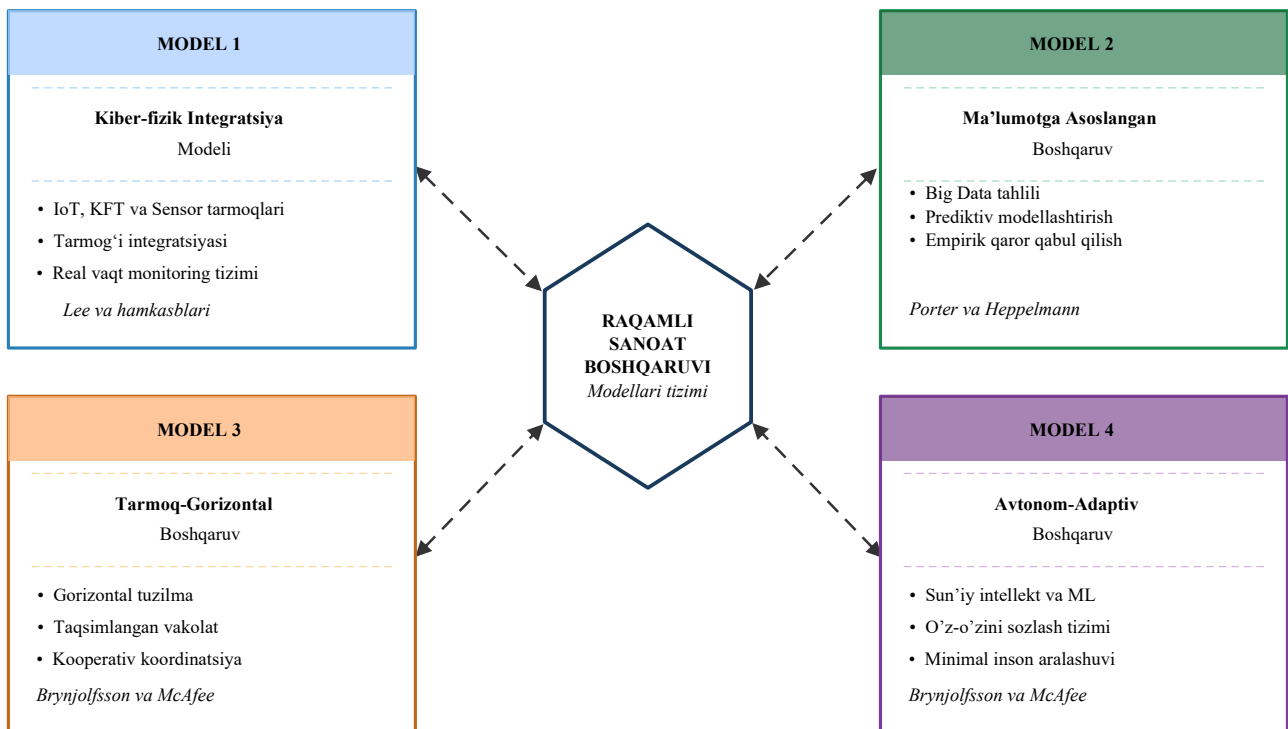 MODEL 1
Kiber-fizik Integratsiya
Modeli
• IoT, KFT va Sensor tarmoqlari
• Tarmog‘i integratsiyasi
• Real vaqt monitoring tizimi
Lee va hamkasblari
MODEL 2
Ma’lumotga Asoslangan
Boshqaruv
• Big Data tahlili
• Prediktiv modellashtirish
• Empirik qaror qabul qilish
Porter va Heppelmann
RAQAMLI
SANOAT
BOSHQARUVI
Modellari tizimi
MODEL 3
Tarmoq-Gorizontal
Boshqaruv
• Gorizontal tuzilma
• Taqsimlangan vakolat
• Kooperativ koordinatsiya
Brynjolfsson va McAfee
MODEL 4
Avtonom-Adaptiv
Boshqaruv
• Sun’iy intellekt va ML
• O’z-o’zini sozlash tizimi
• Minimal inson aralashuvi
Brynjolfsson va McAfee